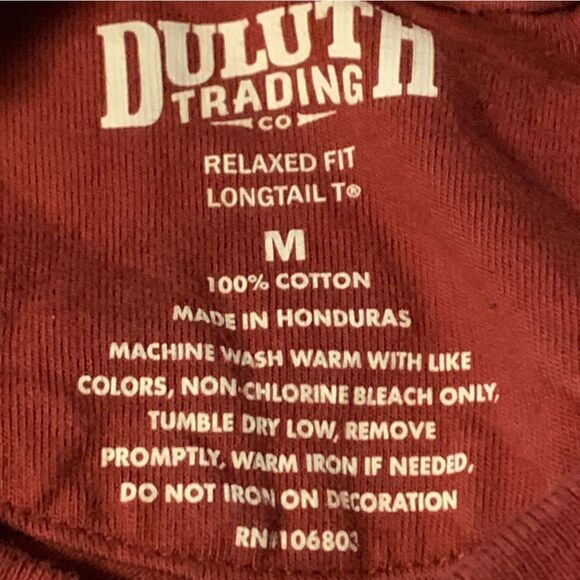 DULUTH
TRADING
CO
RELAXED FIT
LONGTAIL T®
M
100% COTTON
MADE IN HONDURAS
MACHINE WASH WARM WITH LIKE
COLORS, NON-CHLORINE BLEACH ONLY,
TUMBLE DRY LOW, REMOVE
PROMPTLY, WARM IRON IF NEEDED,
DO NOT IRON ON DECORATION
RN#106803